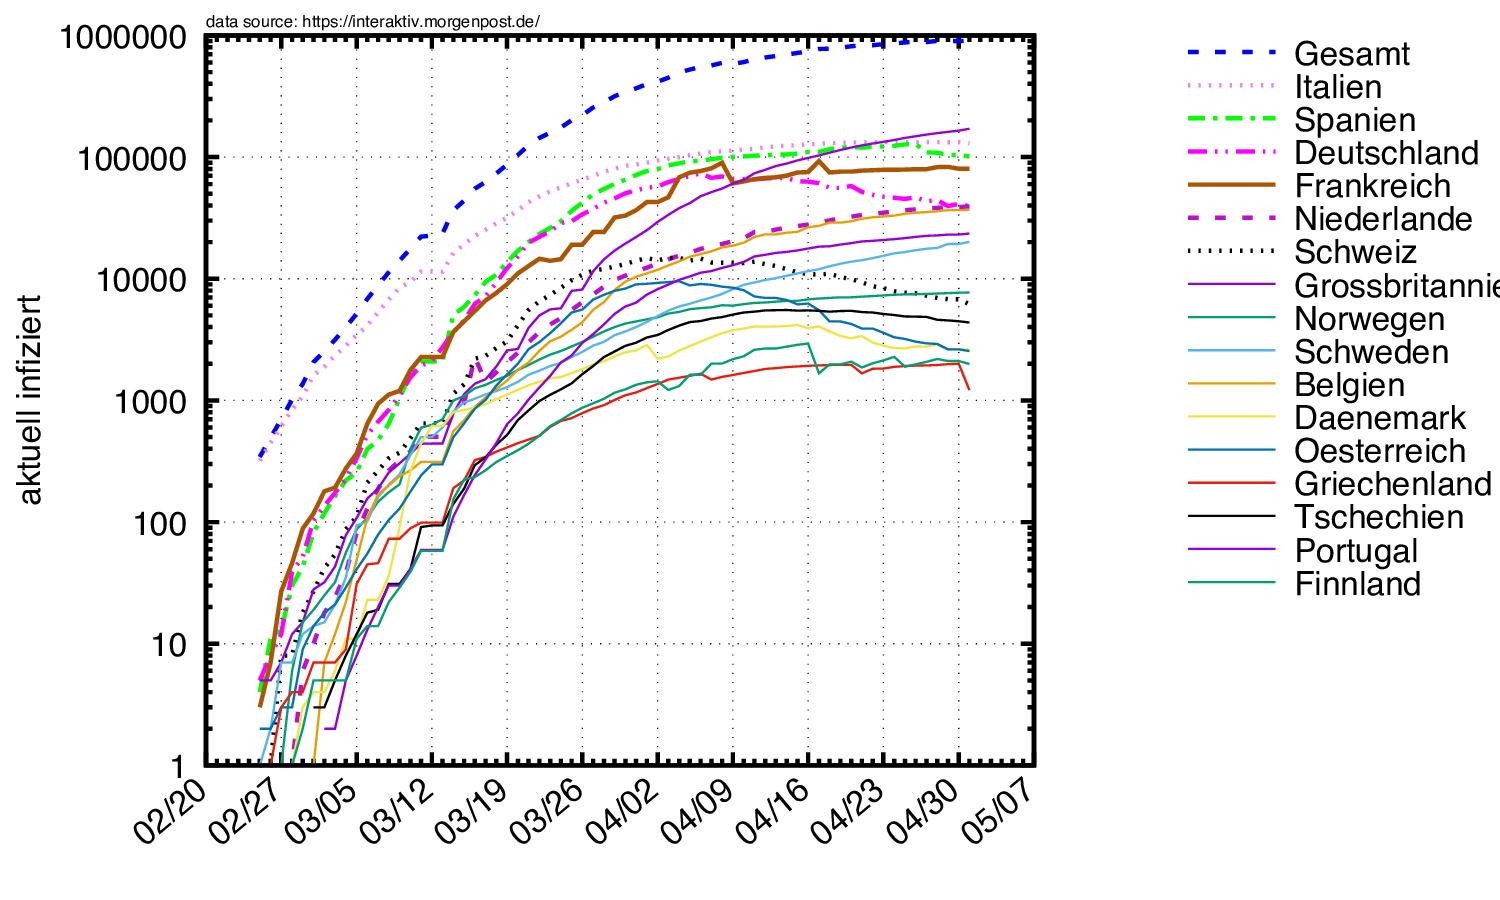 data source: https://interaktiv.morgenpost.de/
1000000
100000
10000
1000
100
10
1
aktuell infiziert
02/20
02/27
03/05
03/12
03/19
03/26
04/02
04/09
04/16
04/23
04/30
05/07
Gesamt
Italien
Spanien
Deutschland
Frankreich
Niederlande
Schweiz
Grossbritannie
Norwegen
Schweden
Belgien
Daenemark
Oesterreich
Griechenland
Tschechien
Portugal
Finnland